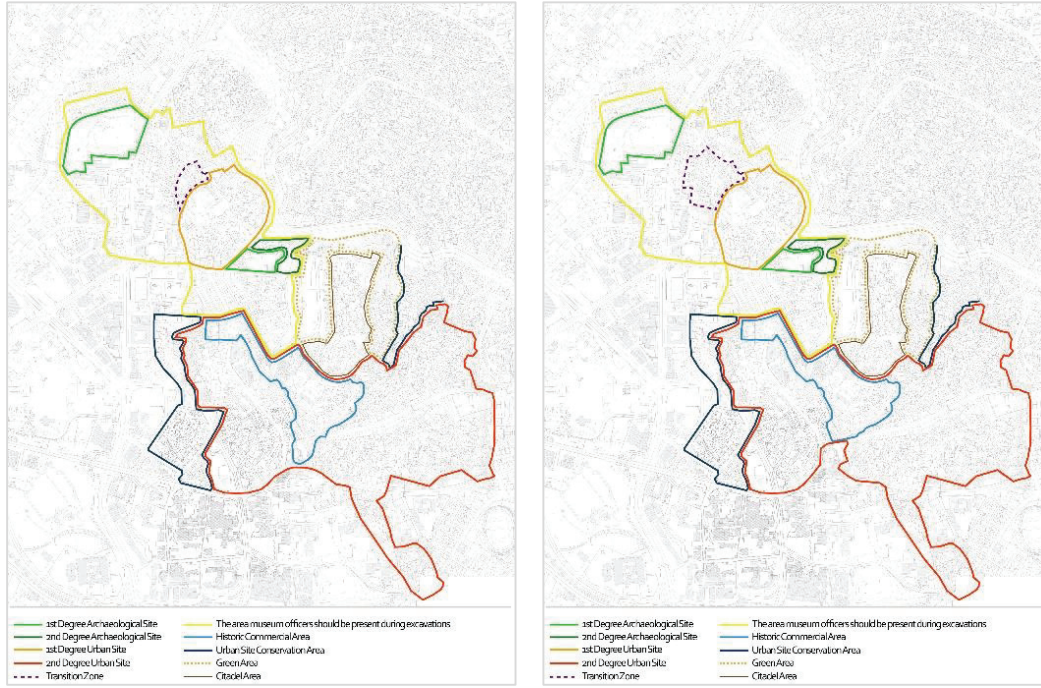 1st Degree Archaeological Site
2nd Degree Archaeological Site
1st Degree Urban Site
2nd Degree Urban Site
Transition Zone
The area museum officers should be present during excavations
Historic Commercial Area
Urban Site Conservation Area
Green Area
Citadel Area
1st Degree Archaeological Site
2nd Degree Archaeological Site
1st Degree Urban Site
2nd Degree Urban Site
Transition Zone
The area museum officers should be present during excavations
Historic Commercial Area
Urban Site Conservation Area
Green Area
Citadel Area